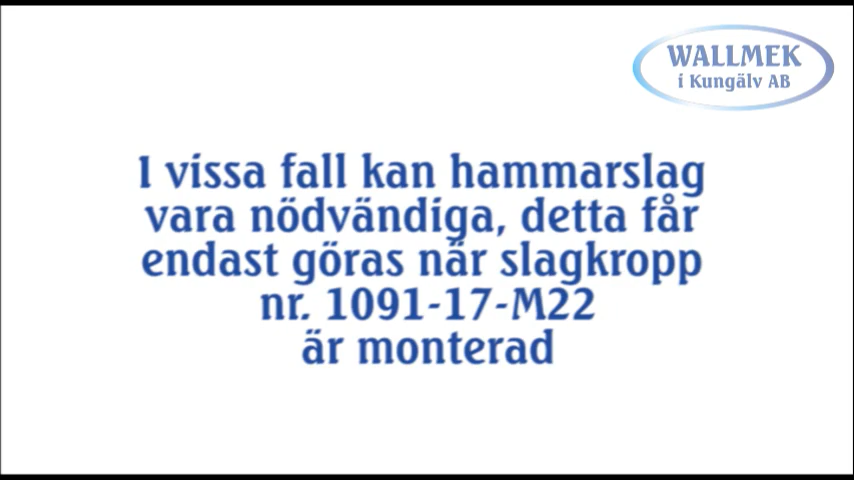 WALLMEK
i Kungälv AB
I vissa fall kan hammarslag
vara nödvändiga, detta får
endast göras när slagkropp
nr. 1091-17-M22
är monterad